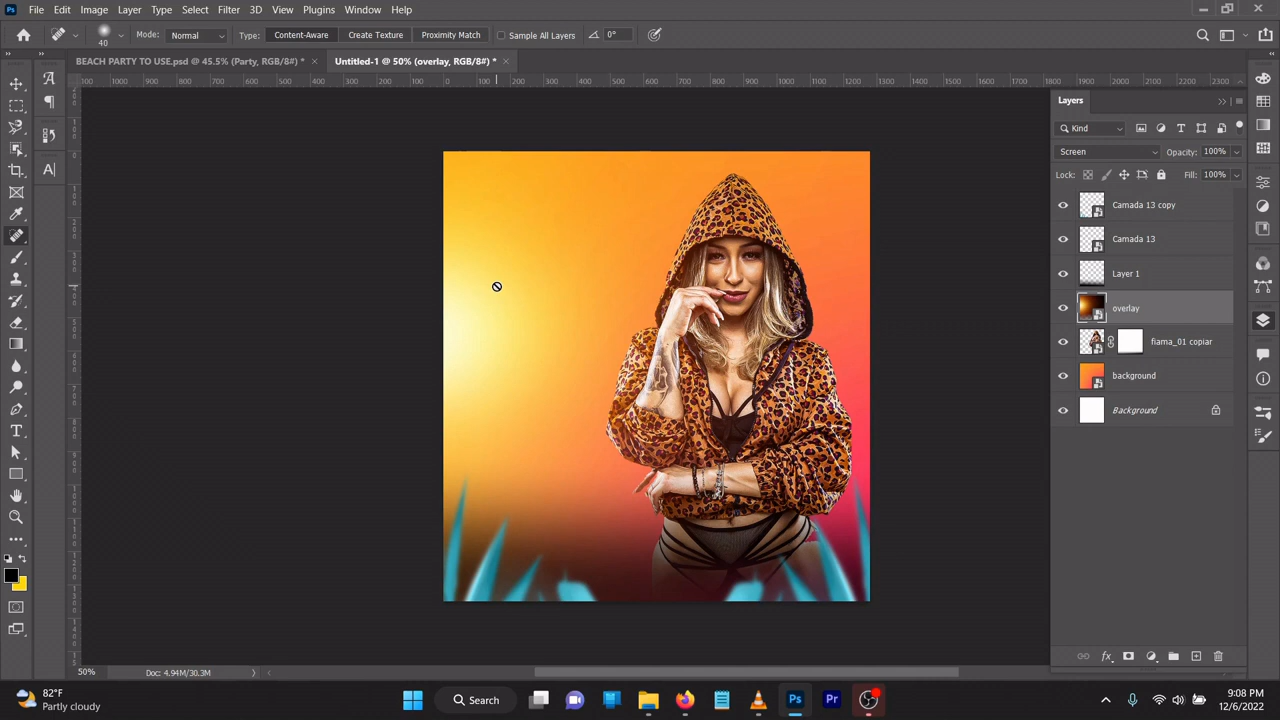 Ps File Edit Image Layer Type Select Filter 3D View Plugins Window Help
40 Mode: Normal Type: Content-Aware Create Texture Proximity Match Sample All Layers 0°
BEACH PARTY TO USE.psd @ 45.5% (Party, RGB/8#) * Untitled-1 @ 50% (overlay, RGB/8#) *
Layers
Kind
Screen Opacity: 100%
Lock: Fill: 100%
Camada 13 copy
Camada 13
Layer 1
overlay
fiama_01 copiar
background
Background
50% Doc: 4.94M/30.3M
82°F
Partly cloudy
Search
Ps
Pr
9:08 PM
12/6/2022